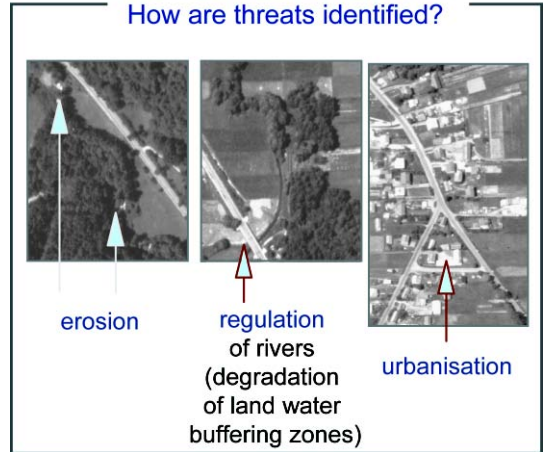 How are threats identified?
erosion
regulation
of rivers
(degradation
of land water
buffering zones)
urbanisation